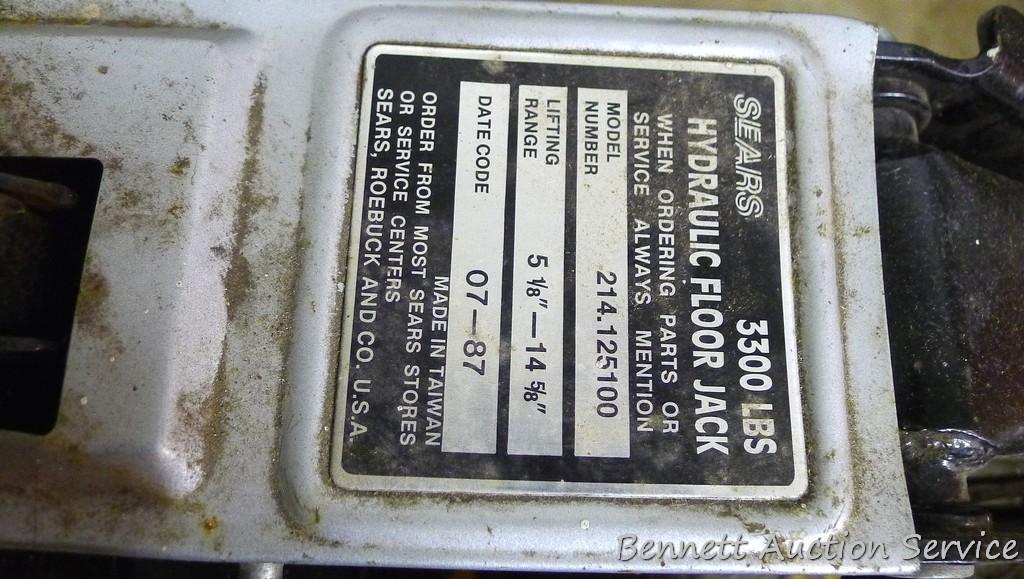 SEARS 3300 LBS
HYDRAULIC FLOOR JACK
WHEN ORDERING PARTS OR
SERVICE ALWAYS MENTION
MODEL
NUMBER 214.125100
LIFTING
RANGE 5 1/8"—14 5/8"
DATE CODE 07—87
MADE IN TAIWAN
ORDER FROM MOST SEARS STORES
OR SERVICE CENTERS
SEARS, ROEBUCK AND CO. U.S.A.
Bennett Auction Service